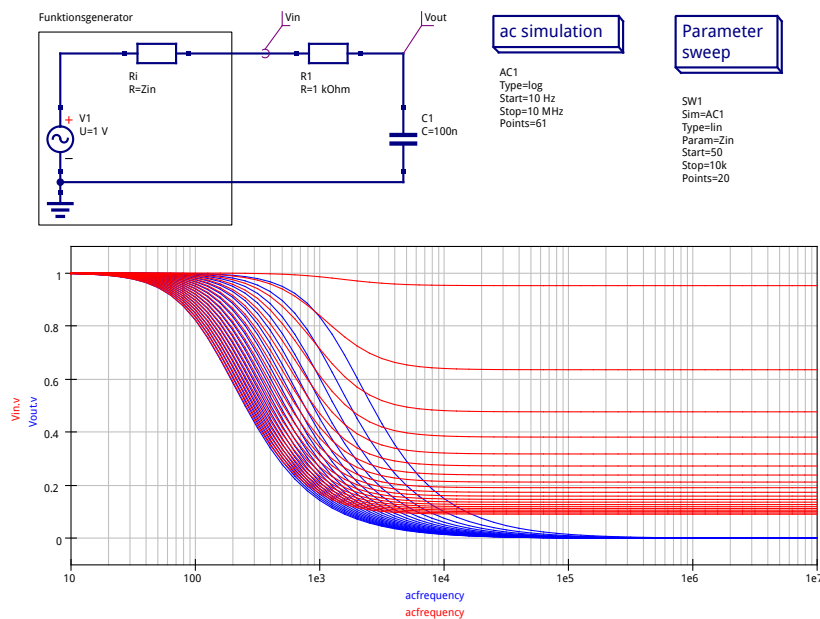 Funktionsgenerator
Vin
Vout
Ri
R=Zin
R1
R=1 kOhm
+
V1
U=1 V
–
C1
C=100n
ac simulation
AC1
Type=log
Start=10 Hz
Stop=10 MHz
Points=61
Parameter
sweep
SW1
Sim=AC1
Type=lin
Param=Zin
Start=50
Stop=10k
Points=20
Vin.v
Vout.v
1
0.8
0.6
0.4
0.2
0
10
100
1e3
1e4
1e5
1e6
1e7
acfrequency
acfrequency